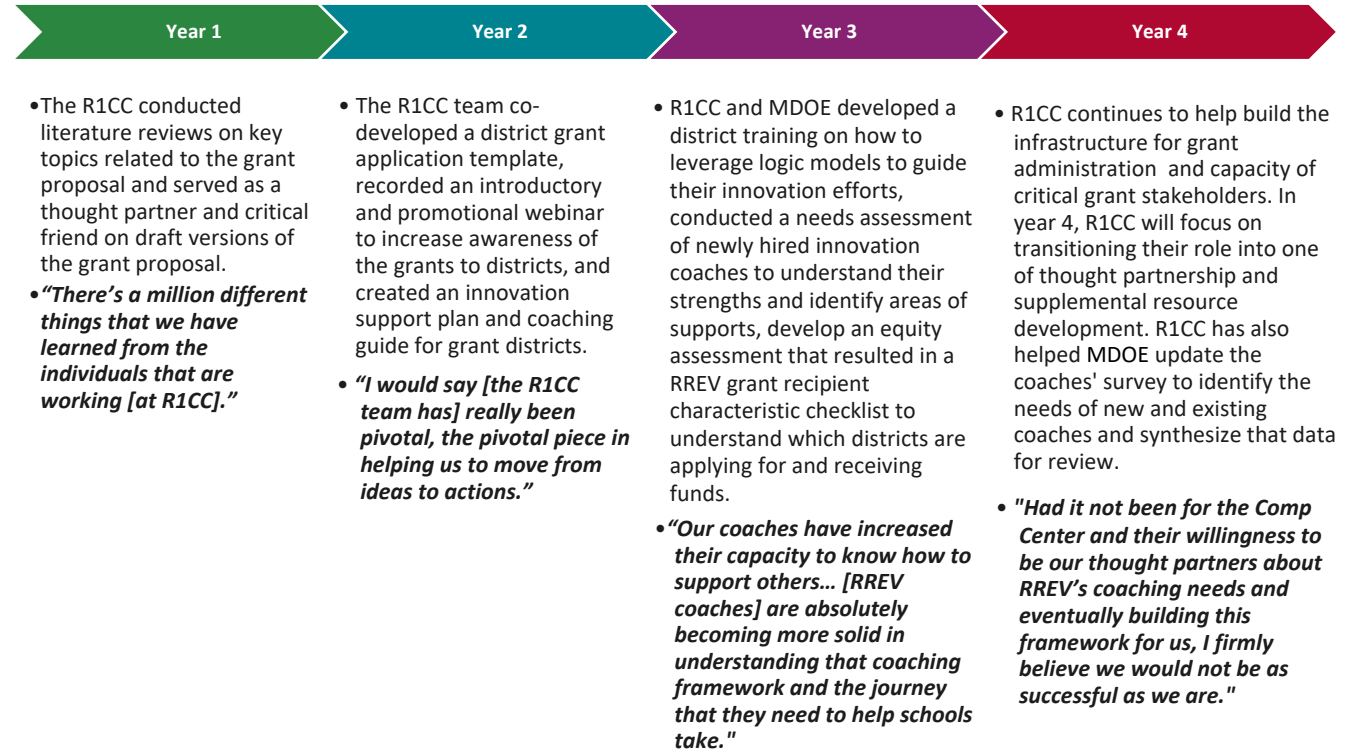 Year 1
Year 2
Year 3
Year 4
•The R1CC conducted
literature reviews on key
topics related to the grant
proposal and served as a
thought partner and critical
friend on draft versions of
the grant proposal.
•“There’s a million different
things that we have
learned from the
individuals that are
working [at R1CC].”
• The R1CC team co-
developed a district grant
application template,
recorded an introductory
and promotional webinar
to increase awareness of
the grants to districts, and
created an innovation
support plan and coaching
guide for grant districts.
• “I would say [the R1CC
team has] really been
pivotal, the pivotal piece in
helping us to move from
ideas to actions.”
• R1CC and MDOE developed a
district training on how to
leverage logic models to guide
their innovation efforts,
conducted a needs assessment
of newly hired innovation
coaches to understand their
strengths and identify areas of
supports, develop an equity
assessment that resulted in a
RREV grant recipient
characteristic checklist to
understand which districts are
applying for and receiving
funds.
•“Our coaches have increased
their capacity to know how to
support others… [RREV
coaches] are absolutely
becoming more solid in
understanding that coaching
framework and the journey
that they need to help schools
take."
• R1CC continues to help build the
infrastructure for grant
administration and capacity of
critical grant stakeholders. In
year 4, R1CC will focus on
transitioning their role into one
of thought partnership and
supplemental resource
development. R1CC has also
helped MDOE update the
coaches' survey to identify the
needs of new and existing
coaches and synthesize that data
for review.
• "Had it not been for the Comp
Center and their willingness to
be our thought partners about
RREV’s coaching needs and
eventually building this
framework for us, I firmly
believe we would not be as
successful as we are."